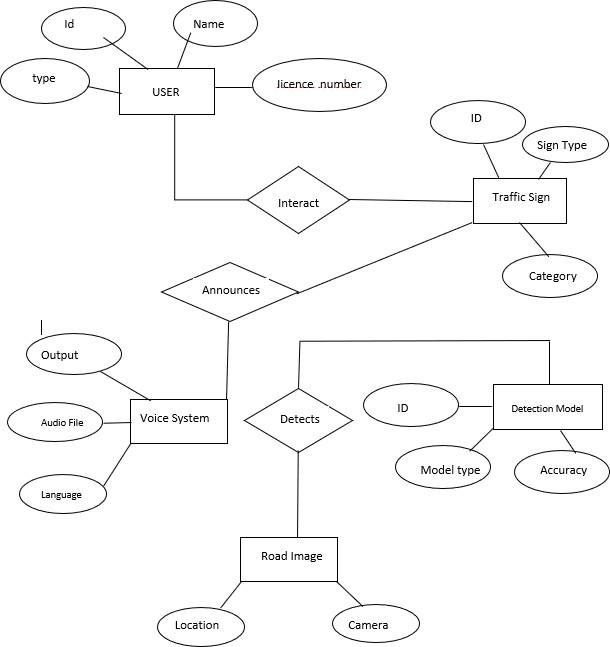 Id
Name
type
USER
licence number
ID
Sign Type
Traffic Sign
Interact
Category
Announces
Output
Voice System
Audio File
Language
Detects
ID
Detection Model
Model type
Accuracy
Road Image
Location
Camera